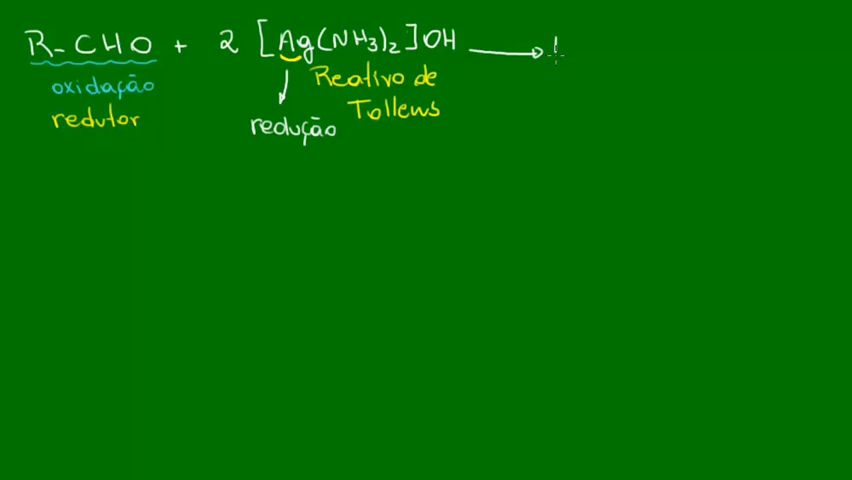 R-CHO + 2 [Ag(NH3)2]OH →
oxidação
redutor
Reativo de
Tollens
redução